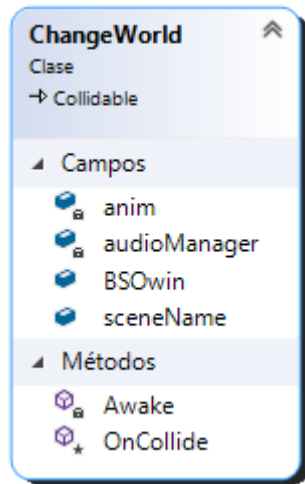 ChangeWorld
Clase
Collidable
Campos
anim
audioManager
BSOwin
sceneName
Métodos
Awake
OnCollide